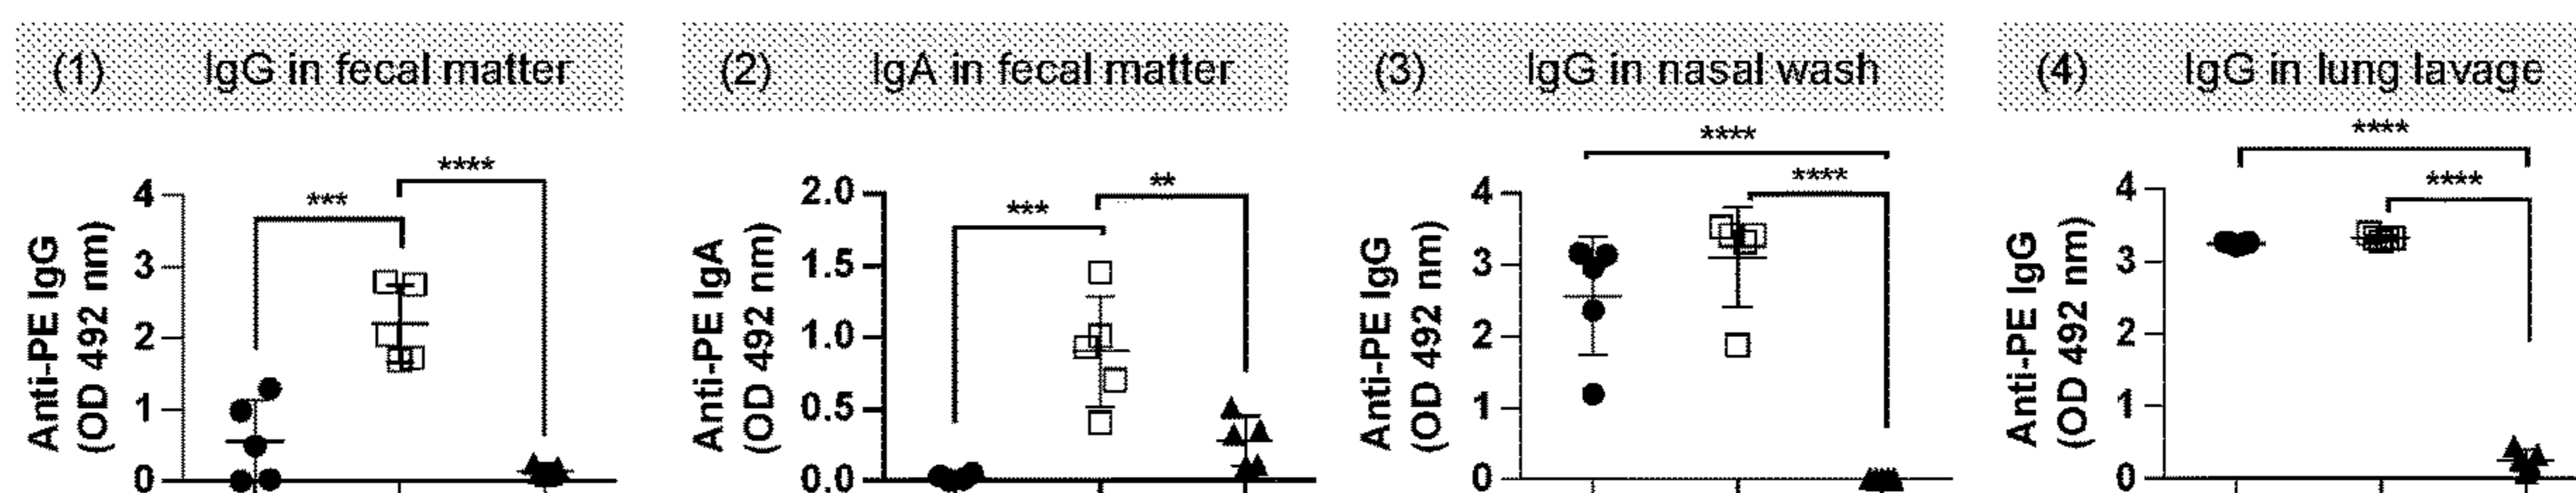 (1) IgG in fecal matter
Anti-PE IgG
(OD 492 nm)
4
3
2
1
0
***
****
(2) IgA in fecal matter
Anti-PE IgA
(OD 492 nm)
2.0
1.5
1.0
0.5
0.0
***
**
(3) IgG in nasal wash
Anti-PE IgG
(OD 492 nm)
4
3
2
1
0
****
****
(4) IgG in lung lavage
Anti-PE IgG
(OD 492 nm)
4
3
2
1
0
****
****